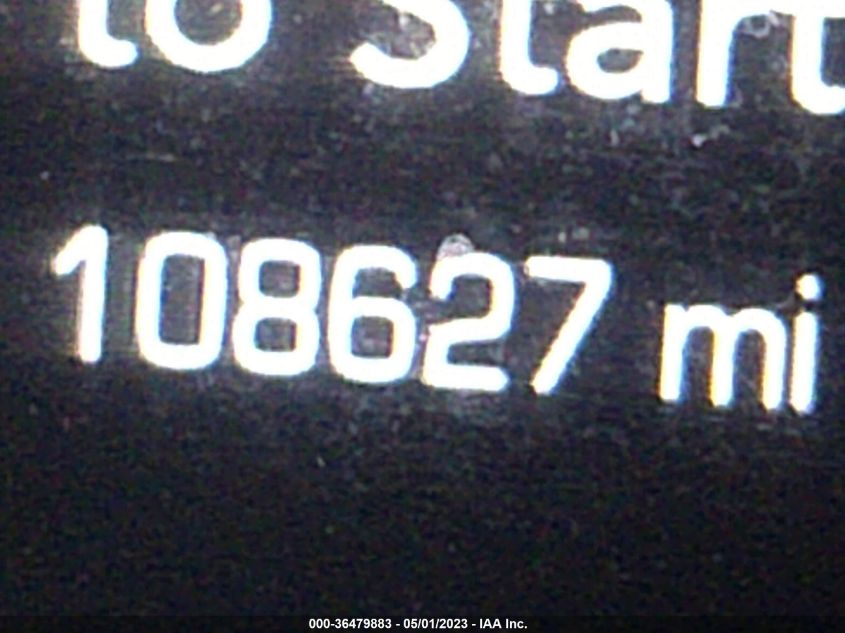 to Start
108627 mi
000-36479883 - 05/01/2023 - IAA Inc.